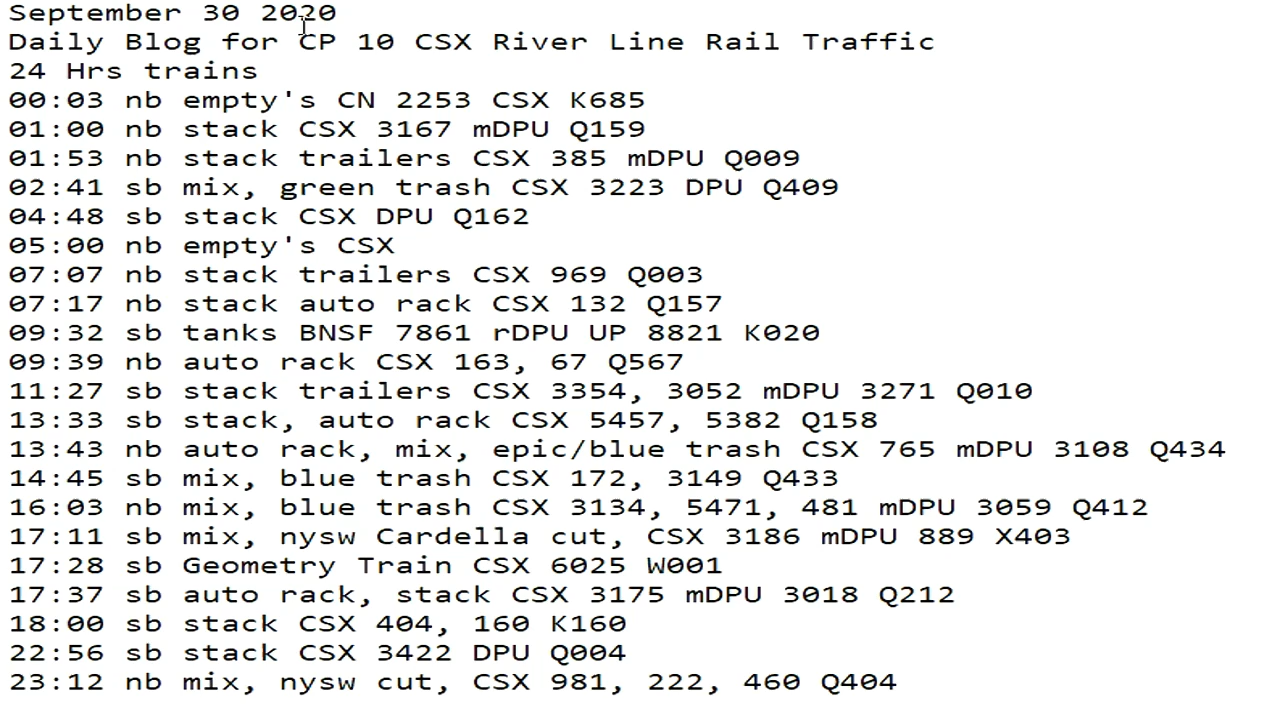 September 30 2020
Daily Blog for CP 10 CSX River Line Rail Traffic
24 Hrs trains
00:03 nb empty's CN 2253 CSX K685
01:00 nb stack CSX 3167 mDPU Q159
01:53 nb stack trailers CSX 385 mDPU Q009
02:41 sb mix, green trash CSX 3223 DPU Q409
04:48 sb stack CSX DPU Q162
05:00 nb empty's CSX
07:07 nb stack trailers CSX 969 Q003
07:17 nb stack auto rack CSX 132 Q157
09:32 sb tanks BNSF 7861 rDPU UP 8821 K020
09:39 nb auto rack CSX 163, 67 Q567
11:27 sb stack trailers CSX 3354, 3052 mDPU 3271 Q010
13:33 sb stack, auto rack CSX 5457, 5382 Q158
13:43 nb auto rack, mix, epic/blue trash CSX 765 mDPU 3108 Q434
14:45 sb mix, blue trash CSX 172, 3149 Q433
16:03 nb mix, blue trash CSX 3134, 5471, 481 mDPU 3059 Q412
17:11 sb mix, nysw Cardella cut, CSX 3186 mDPU 889 X403
17:28 sb Geometry Train CSX 6025 W001
17:37 sb auto rack, stack CSX 3175 mDPU 3018 Q212
18:00 sb stack CSX 404, 160 K160
22:56 sb stack CSX 3422 DPU Q004
23:12 nb mix, nysw cut, CSX 981, 222, 460 Q404